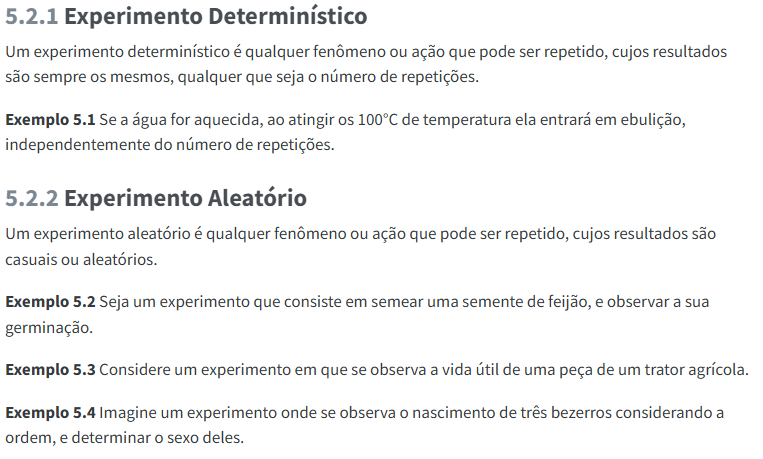 5.2.1 Experimento Determinístico
Um experimento determinístico é qualquer fenômeno ou ação que pode ser repetido, cujos resultados
são sempre os mesmos, qualquer que seja o número de repetições.
Exemplo 5.1 Se a água for aquecida, ao atingir os 100°C de temperatura ela entrará em ebulição,
independentemente do número de repetições.
5.2.2 Experimento Aleatório
Um experimento aleatório é qualquer fenômeno ou ação que pode ser repetido, cujos resultados são
casuais ou aleatórios.
Exemplo 5.2 Seja um experimento que consiste em semear uma semente de feijão, e observar a sua
germinação.
Exemplo 5.3 Considere um experimento em que se observa a vida útil de uma peça de um trator agrícola.
Exemplo 5.4 Imagine um experimento onde se observa o nascimento de três bezerros considerando a
ordem, e determinar o sexo deles.